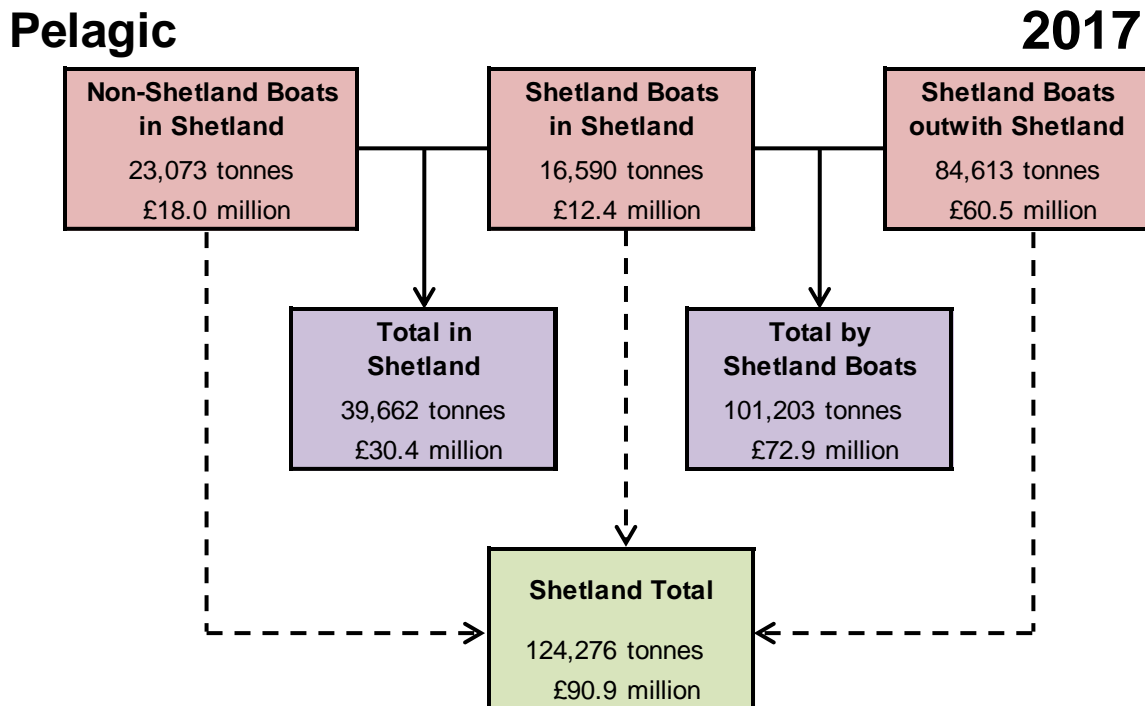 Pelagic
2017
Non-Shetland Boats
in Shetland
23,073 tonnes
£18.0 million
Shetland Boats
in Shetland
16,590 tonnes
£12.4 million
Shetland Boats
outwith Shetland
84,613 tonnes
£60.5 million
Total in
Shetland
39,662 tonnes
£30.4 million
Total by
Shetland Boats
101,203 tonnes
£72.9 million
Shetland Total
124,276 tonnes
£90.9 million